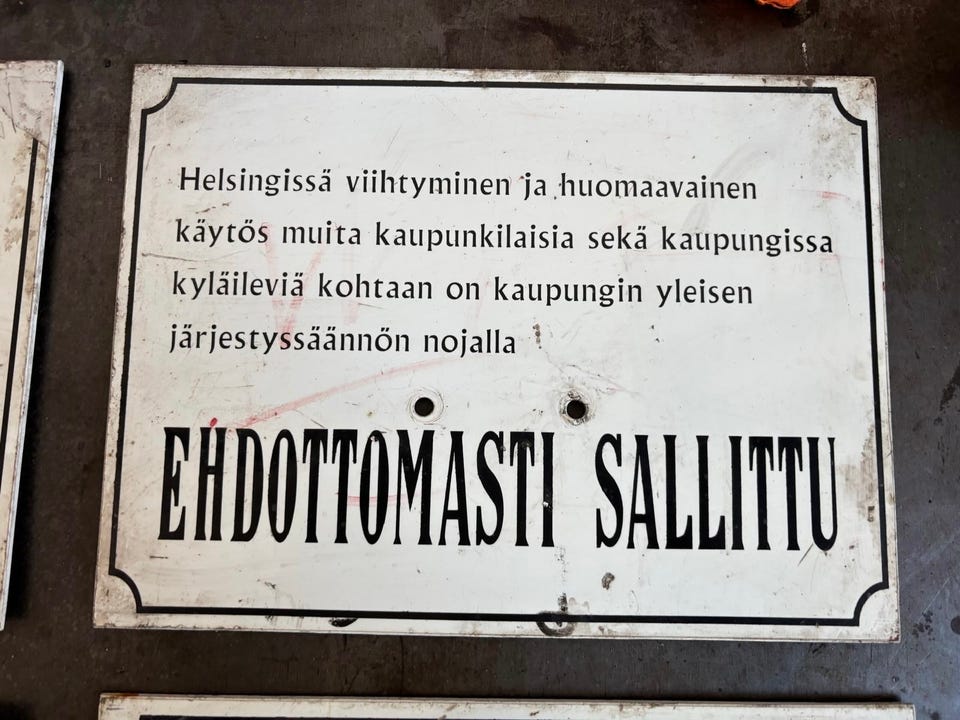 Helsingissä viihtyminen ja huomaavainen
käytös muita kaupunkilaisia sekä kaupungissa
kyläileviä kohtaan on kaupungin yleisen
järjestyssäännön nojalla
EHDOTTOMASTI SALLITTU